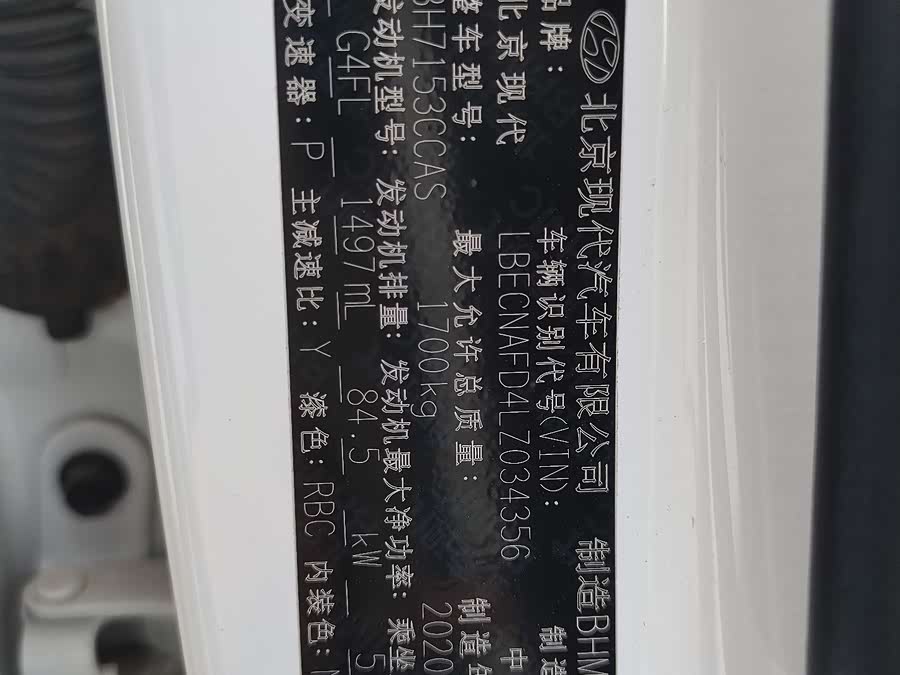 北京现代汽车有限公司 制造BHM
品牌: 车辆识别代号(VIN): 制造
北京现代 LBECNAFD4LZ034356 中
整车型号: 最大允许总质量: 制造
BH7153CCAS 1700kg 2020
发动机型号: 发动机排量: 发动机最大净功率: 乘坐
G4FL 1497mL 84.5 kW 5
变速器: P 主减速比: Y 漆色: RBC 内装色: